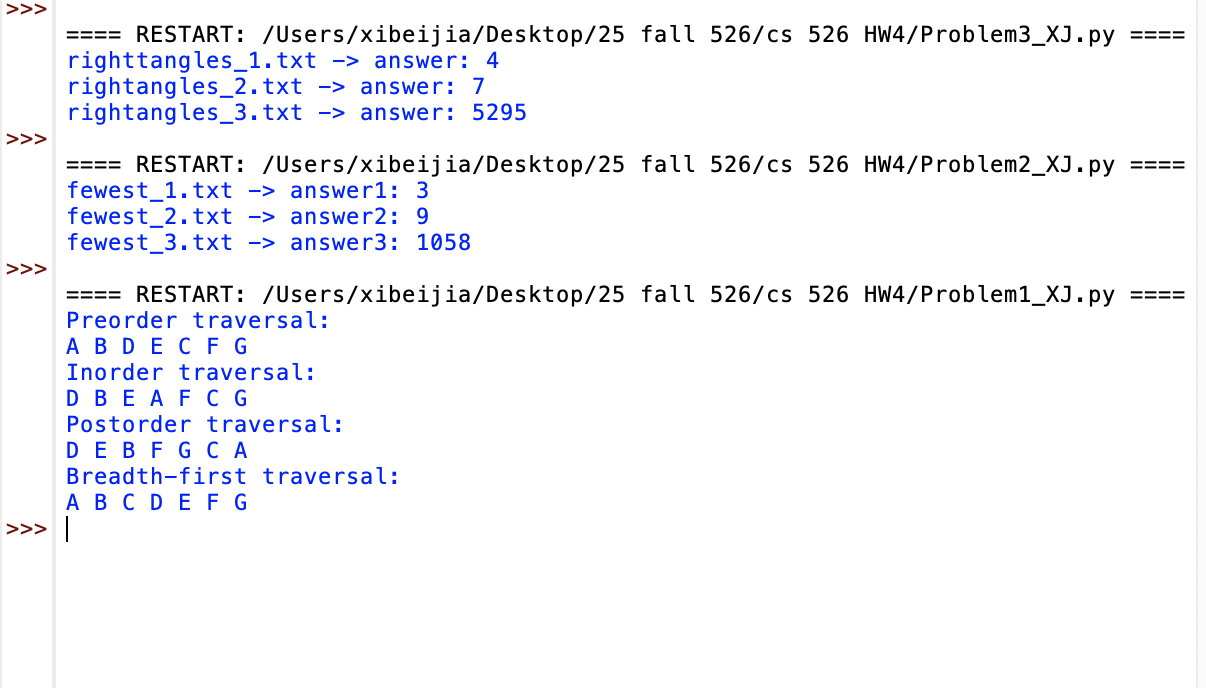 >>>
==== RESTART: /Users/xibeijia/Desktop/25 fall 526/cs 526 HW4/Problem3_XJ.py ====
righttangles_1.txt -> answer: 4
rightangles_2.txt -> answer: 7
rightangles_3.txt -> answer: 5295
>>>
==== RESTART: /Users/xibeijia/Desktop/25 fall 526/cs 526 HW4/Problem2_XJ.py ====
fewest_1.txt -> answer1: 3
fewest_2.txt -> answer2: 9
fewest_3.txt -> answer3: 1058
>>>
==== RESTART: /Users/xibeijia/Desktop/25 fall 526/cs 526 HW4/Problem1_XJ.py ====
Preorder traversal:
A B D E C F G
Inorder traversal:
D B E A F C G
Postorder traversal:
D E B F G C A
Breadth-first traversal:
A B C D E F G
>>>